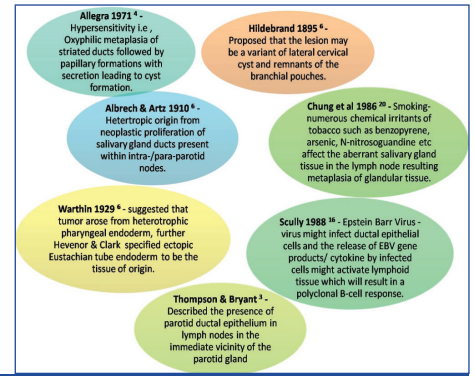 Allegra 1971 ⁴ -
Hypersensitivity i.e ,
Oxyphilic metaplasia of
striated ducts followed by
papillary formations with
secretion leading to cyst
formation.
Hildebrand 1895 ⁶ -
Proposed that the lesion may
be a variant of lateral cervical
cyst and remnants of the
branchial pouches.
Albrech & Artz 1910 ⁶ -
Hetertropic origin from
neoplastic proliferation of
salivary gland ducts present
within intra-/para-parotid
nodes.
Chung et al 1986 ²⁰ - Smoking-
numerous chemical irritants of
tobacco such as benzopyrene,
arsenic, N-nitrosoguandine etc
affect the aberrant salivary gland
tissue in the lymph node resulting
metaplasia of glandular tissue.
Warthin 1929 ⁶ - suggested that
tumor arose from heterotrophic
pharyngeal endoderm, further
Hevenor & Clark specified ectopic
Eustachian tube endoderm to be
the tissue of origin.
Scully 1988 ¹⁶ - Epstein Barr Virus -
virus might infect ductal epithelial
cells and the release of EBV gene
products/ cytokine by infected
cells might activate lymphoid
tissue which will result in a
polyclonal B-cell response.
Thompson & Bryant ³ -
Described the presence of
parotid ductal epithelium in
lymph nodes in the
immediate vicinity of the
parotid gland